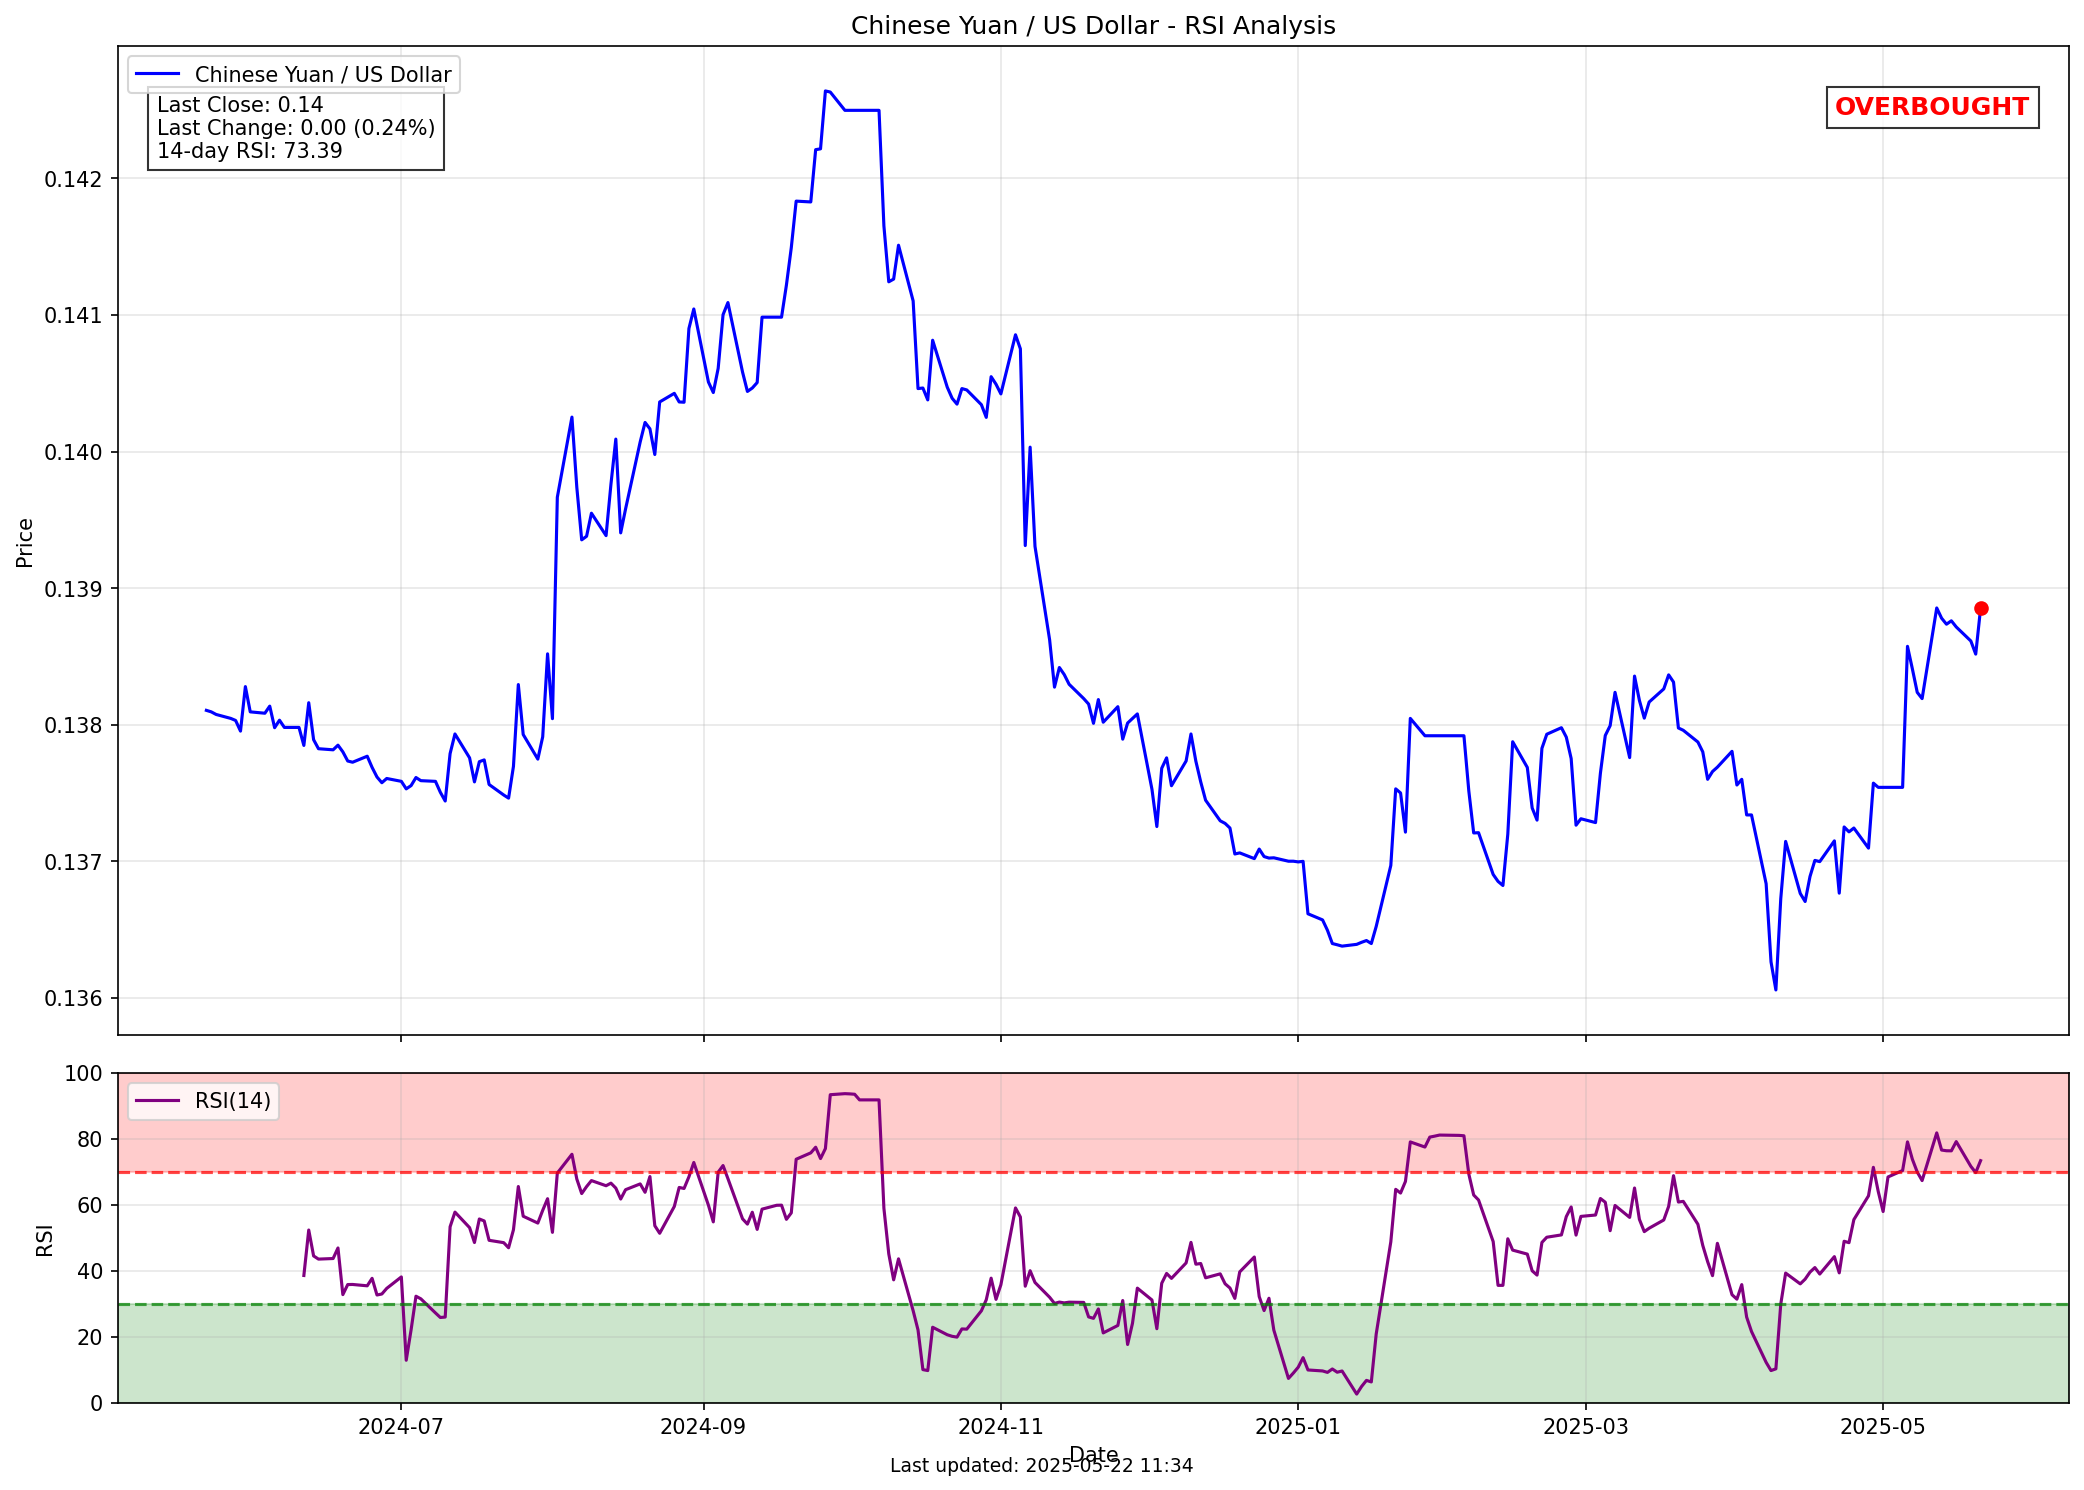 Chinese Yuan / US Dollar - RSI Analysis
Chinese Yuan / US Dollar
Last Close: 0.14
Last Change: 0.00 (0.24%)
14-day RSI: 73.39
OVERBOUGHT
Price
0.142
0.141
0.140
0.139
0.138
0.137
0.136
RSI(14)
RSI
100
80
60
40
20
0
2024-07
2024-09
2024-11
2025-01
2025-03
2025-05
Date
Last updated: 2025-05-22 11:34